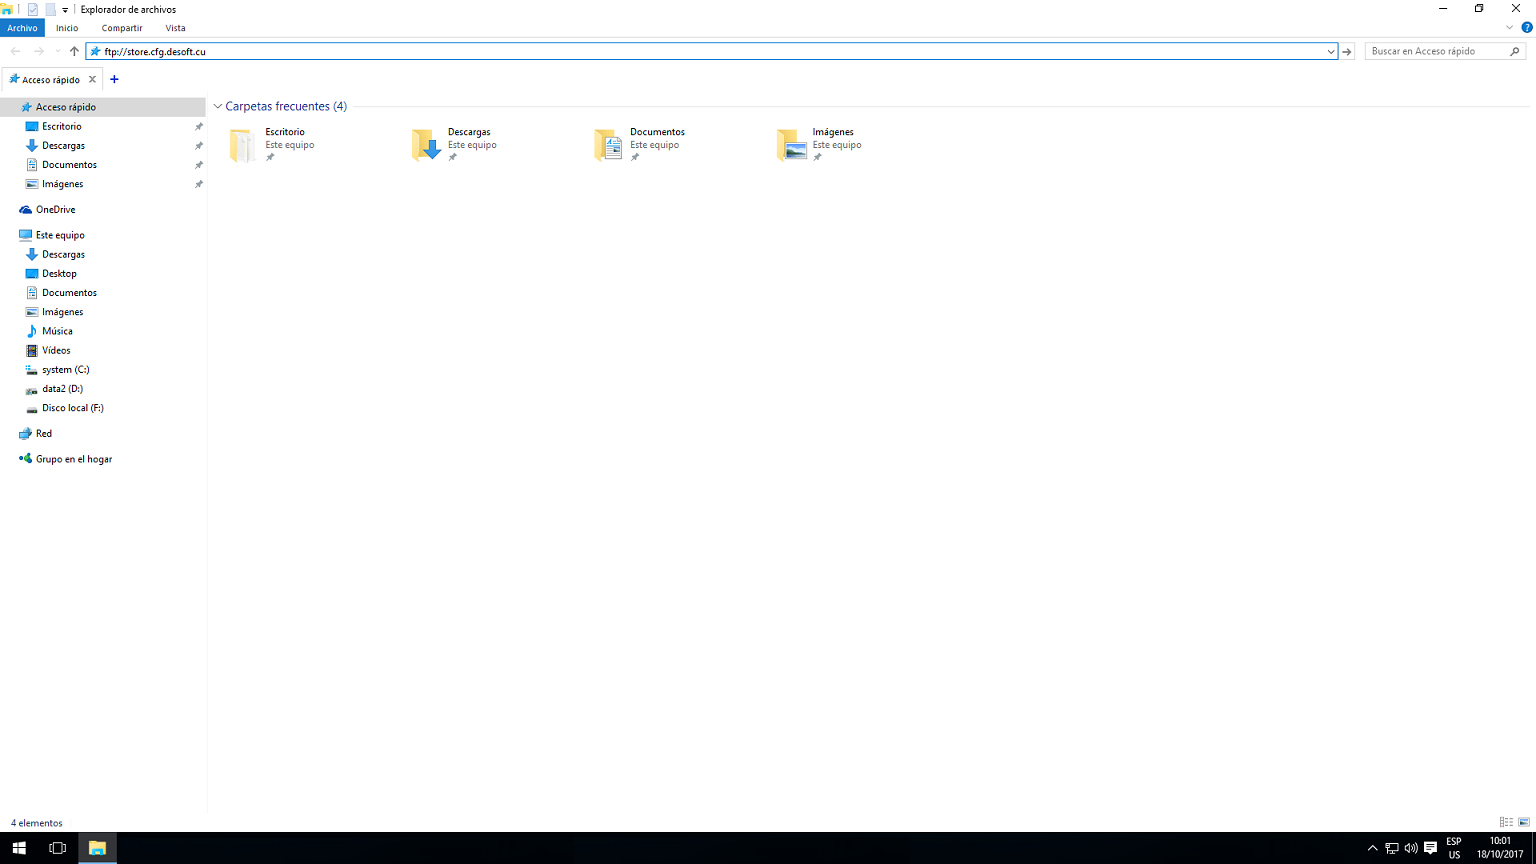 Explorador de archivos
Archivo Inicio Compartir Vista
ftp://store.cfg.desoft.cu
Buscar en Acceso rápido
Acceso rápido
Acceso rápido
Escritorio
Descargas
Documentos
Imágenes
OneDrive
Este equipo
Descargas
Desktop
Documentos
Imágenes
Música
Vídeos
system (C:)
data2 (D:)
Disco local (F:)
Red
Grupo en el hogar
Carpetas frecuentes (4)
Escritorio
Este equipo
Descargas
Este equipo
Documentos
Este equipo
Imágenes
Este equipo
4 elementos
ESP
US
10:01
18/10/2017